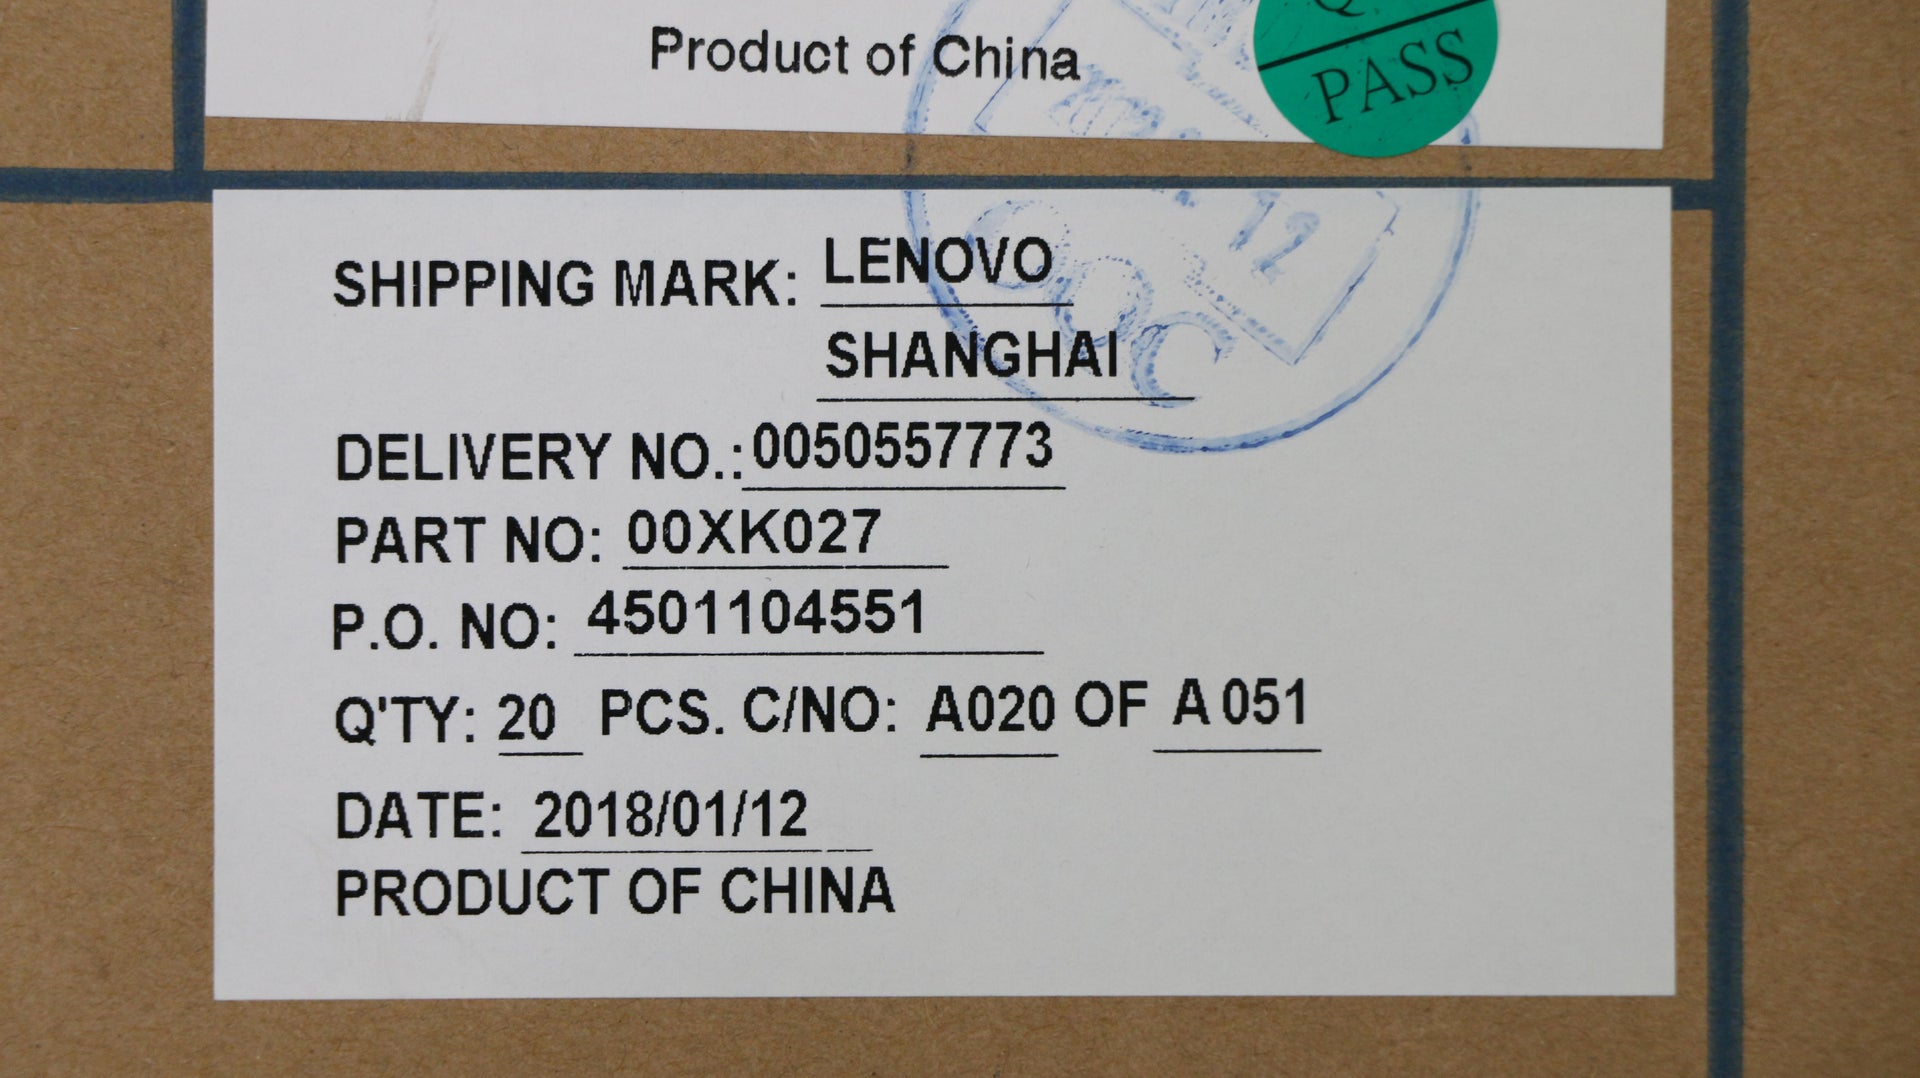 Product of China
PASS
SHIPPING MARK: LENOVO
SHANGHAI
DELIVERY NO.: 0050557773
PART NO: 00XK027
P.O. NO: 4501104551
Q'TY: 20 PCS. C/NO: A020 OF A051
DATE: 2018/01/12
PRODUCT OF CHINA